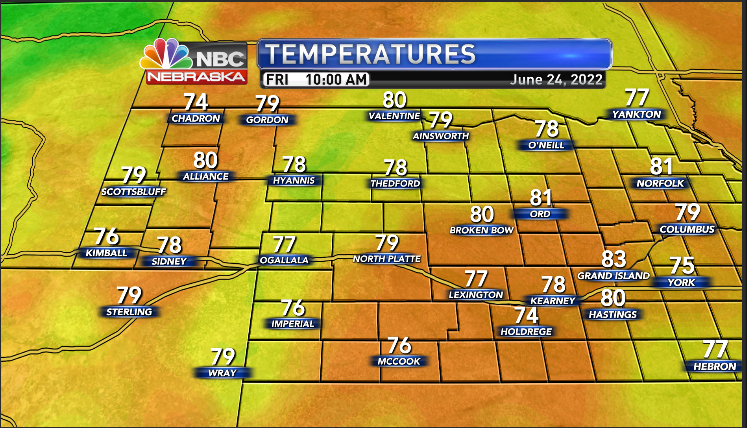 NBC
NEBRASKA
TEMPERATURES
FRI 10:00 AM June 24, 2022
74
CHADRON
79
GORDON
80
VALENTINE
79
AINSWORTH
77
YANKTON
78
O'NEILL
79
SCOTTSBLUFF
80
ALLIANCE
78
HYANNIS
78
THEDFORD
81
NORFOLK
80
BROKEN BOW
81
ORD
79
COLUMBUS
76
KIMBALL
78
SIDNEY
77
OGALLALA
79
NORTH PLATTE
83
GRAND ISLAND
75
YORK
77
LEXINGTON
78
KEARNEY
80
HASTINGS
79
STERLING
76
IMPERIAL
74
HOLDREGE
79
WRAY
76
MCCOOK
77
HEBRON